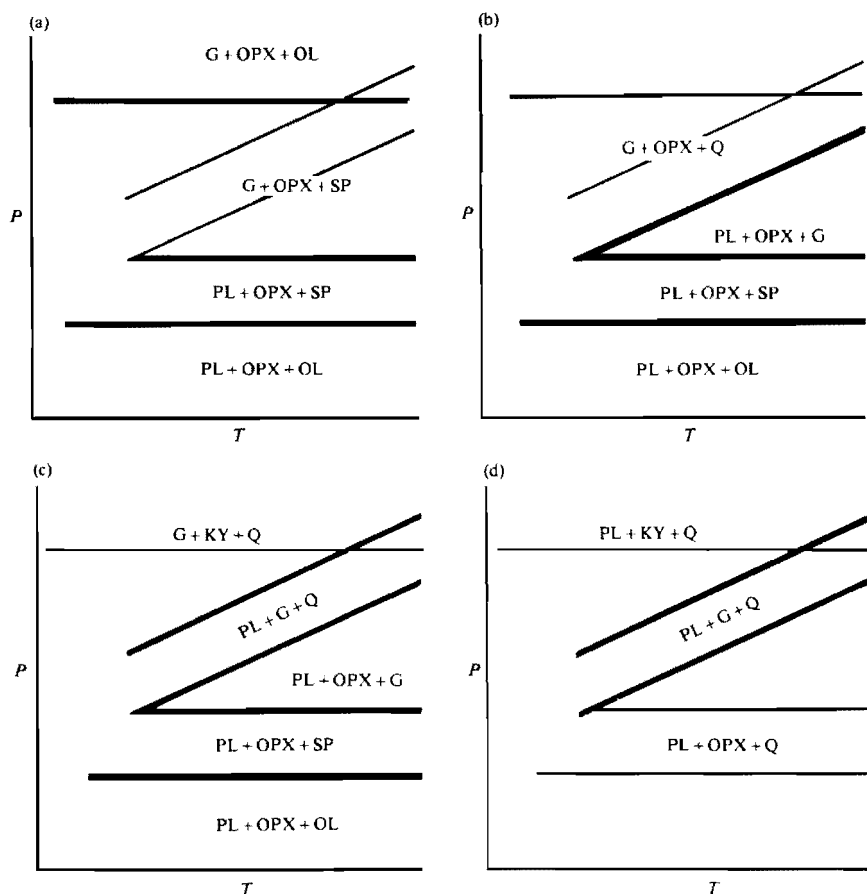 (a)
G + OPX + OL
G + OPX + SP
PL + OPX + SP
PL + OPX + OL
P
T
(b)
G + OPX + Q
PL + OPX + G
PL + OPX + SP
PL + OPX + OL
P
T
(c)
G + KY + Q
PL + G + Q
PL + OPX + G
PL + OPX + SP
PL + OPX + OL
P
T
(d)
PL + KY + Q
PL + G + Q
PL + OPX + Q
P
T